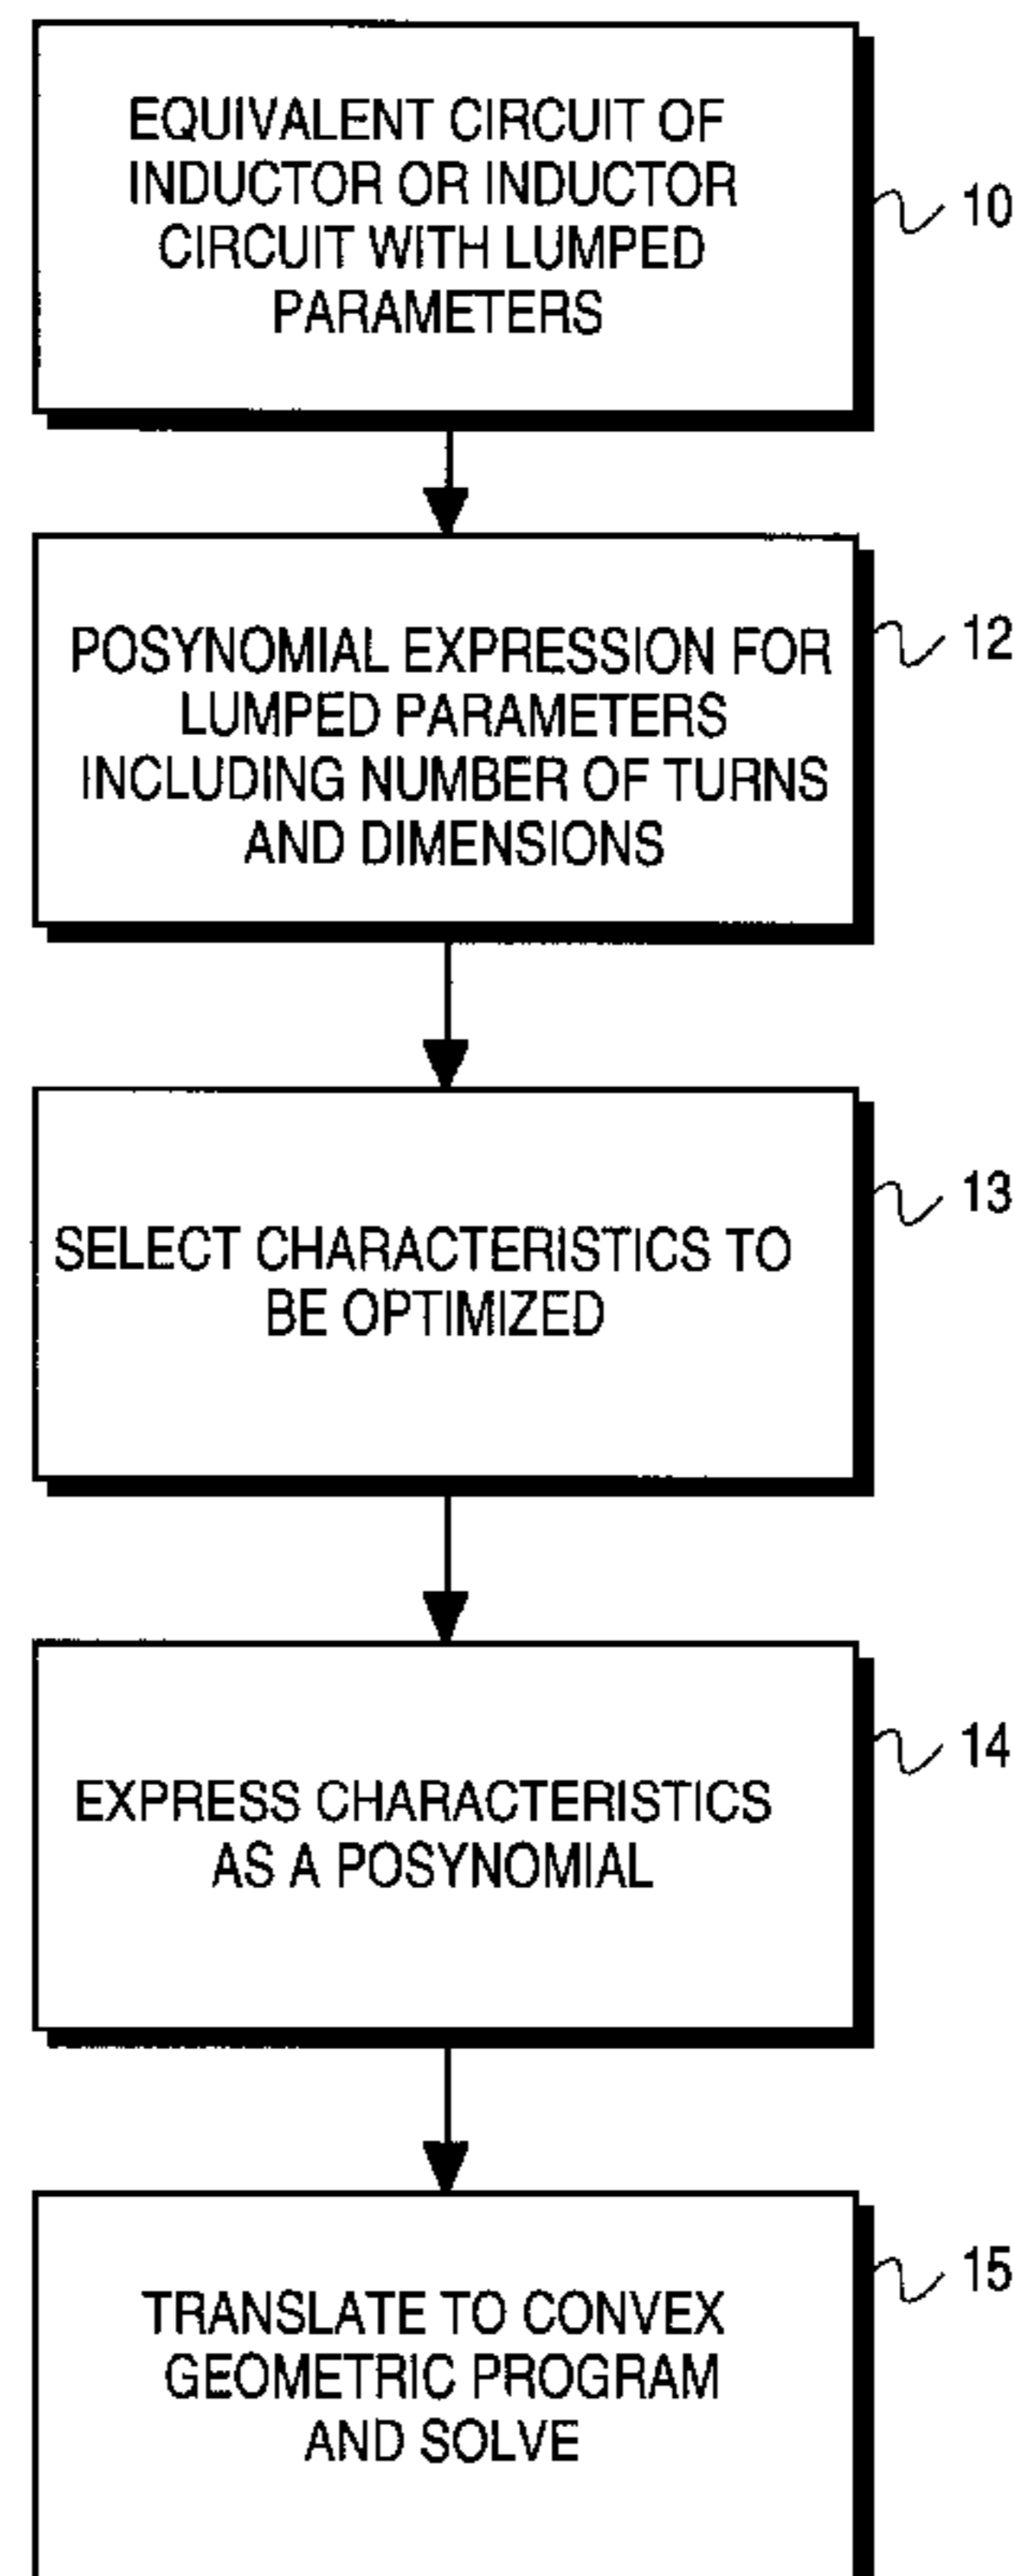 EQUIVALENT CIRCUIT OF
INDUCTOR OR INDUCTOR
CIRCUIT WITH LUMPED
PARAMETERS
10
POSYNOMIAL EXPRESSION FOR
LUMPED PARAMETERS
INCLUDING NUMBER OF TURNS
AND DIMENSIONS
12
SELECT CHARACTERISTICS TO
BE OPTIMIZED
13
EXPRESS CHARACTERISTICS
AS A POSYNOMIAL
14
TRANSLATE TO CONVEX
GEOMETRIC PROGRAM
AND SOLVE
15